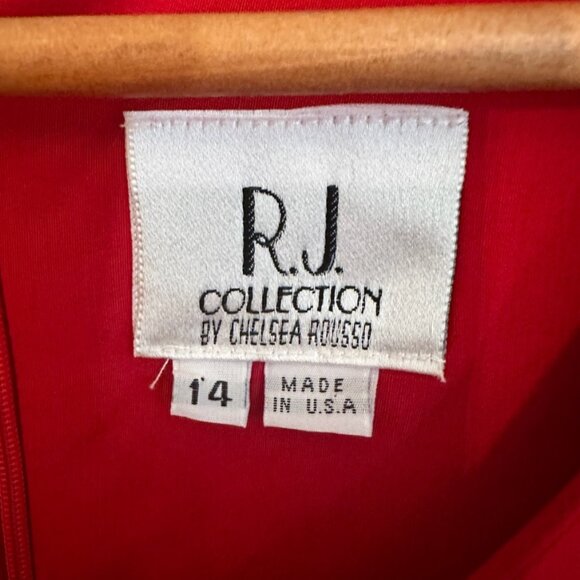 R.J.
COLLECTION
BY CHELSEA ROUSSO
14
MADE
IN U.S.A